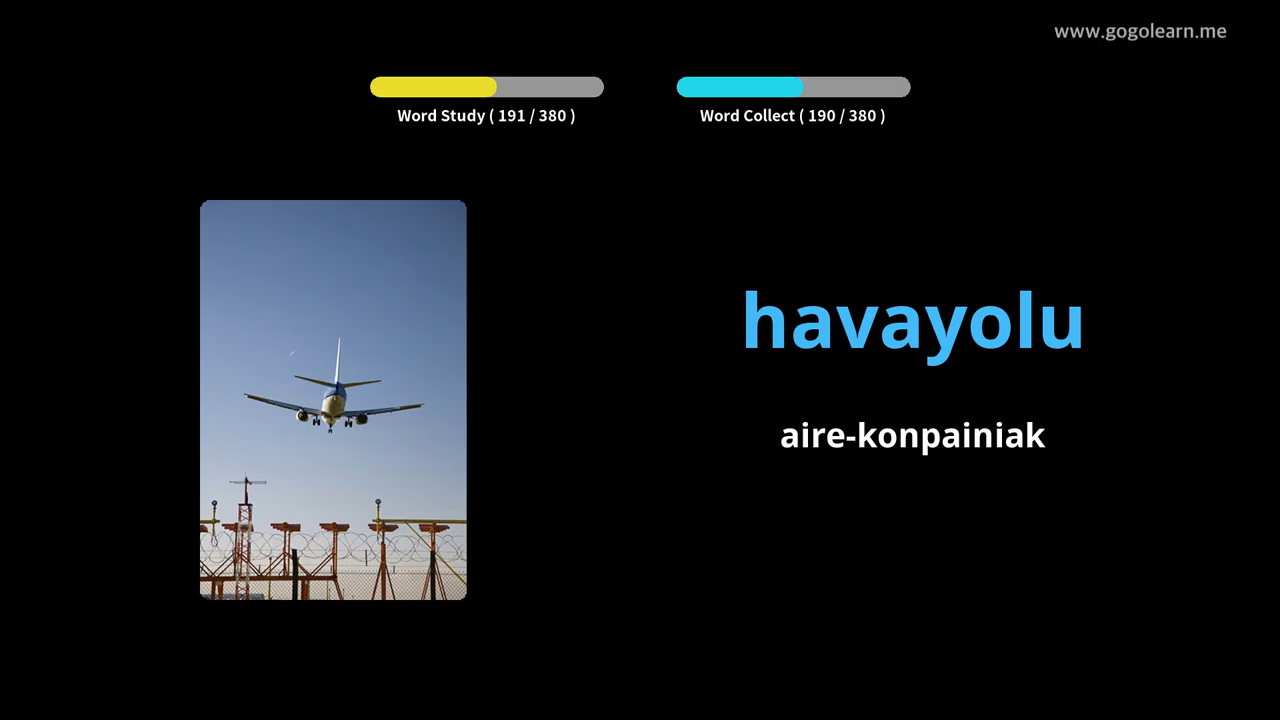 www.gogolearn.me
Word Study ( 191 / 380 )
Word Collect ( 190 / 380 )
havayolu
aire-konpainiak